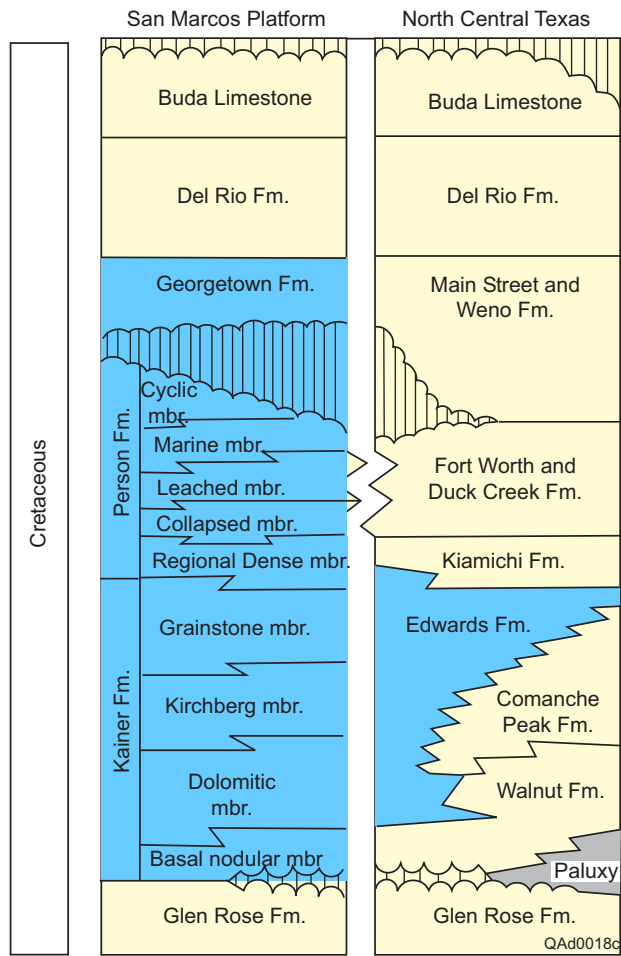 San Marcos Platform
North Central Texas
Cretaceous
Buda Limestone
Del Rio Fm.
Georgetown Fm.
Person Fm.
Cyclic
mbr.
Marine mbr
Leached mbr.
Collapsed mbr.
Regional Dense mbr.
Kainer Fm.
Grainstone mbr.
Kirchberg mbr.
Dolomitic
mbr.
Basal nodular mbr
Glen Rose Fm.
Buda Limestone
Del Rio Fm.
Main Street and
Weno Fm.
Fort Worth and
Duck Creek Fm.
Kiamichi Fm.
Edwards Fm.
Comanche
Peak Fm.
Walnut Fm.
Paluxy
Glen Rose Fm.
QAd0018c